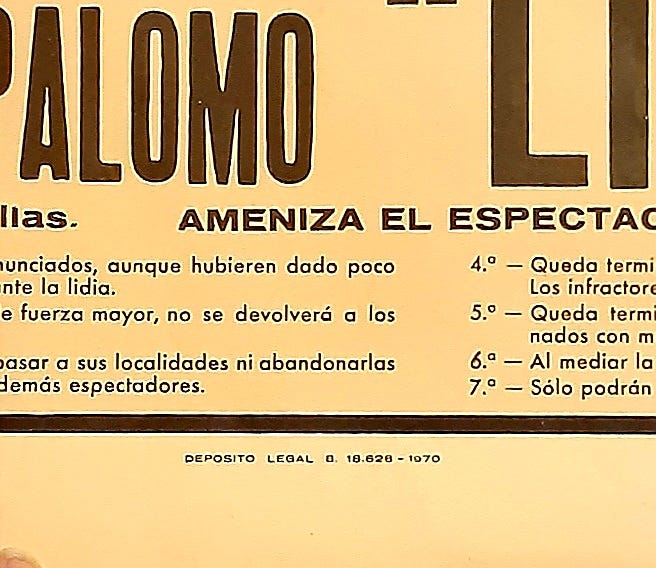 PALOMO "LI
llas. AMENIZA EL ESPECTAC
nunciados, aunque hubieren dado poco
nte la lidia.
e fuerza mayor, no se devolverá a los
pasar a sus localidades ni abandonarlas
demás espectadores.
4.ª — Queda termi
Los infractore
5.º — Queda termi
nados con m
6.ª — Al mediar la
7.ª — Sólo podrán
DEPOSITO LEGAL B. 18.628 - 1970